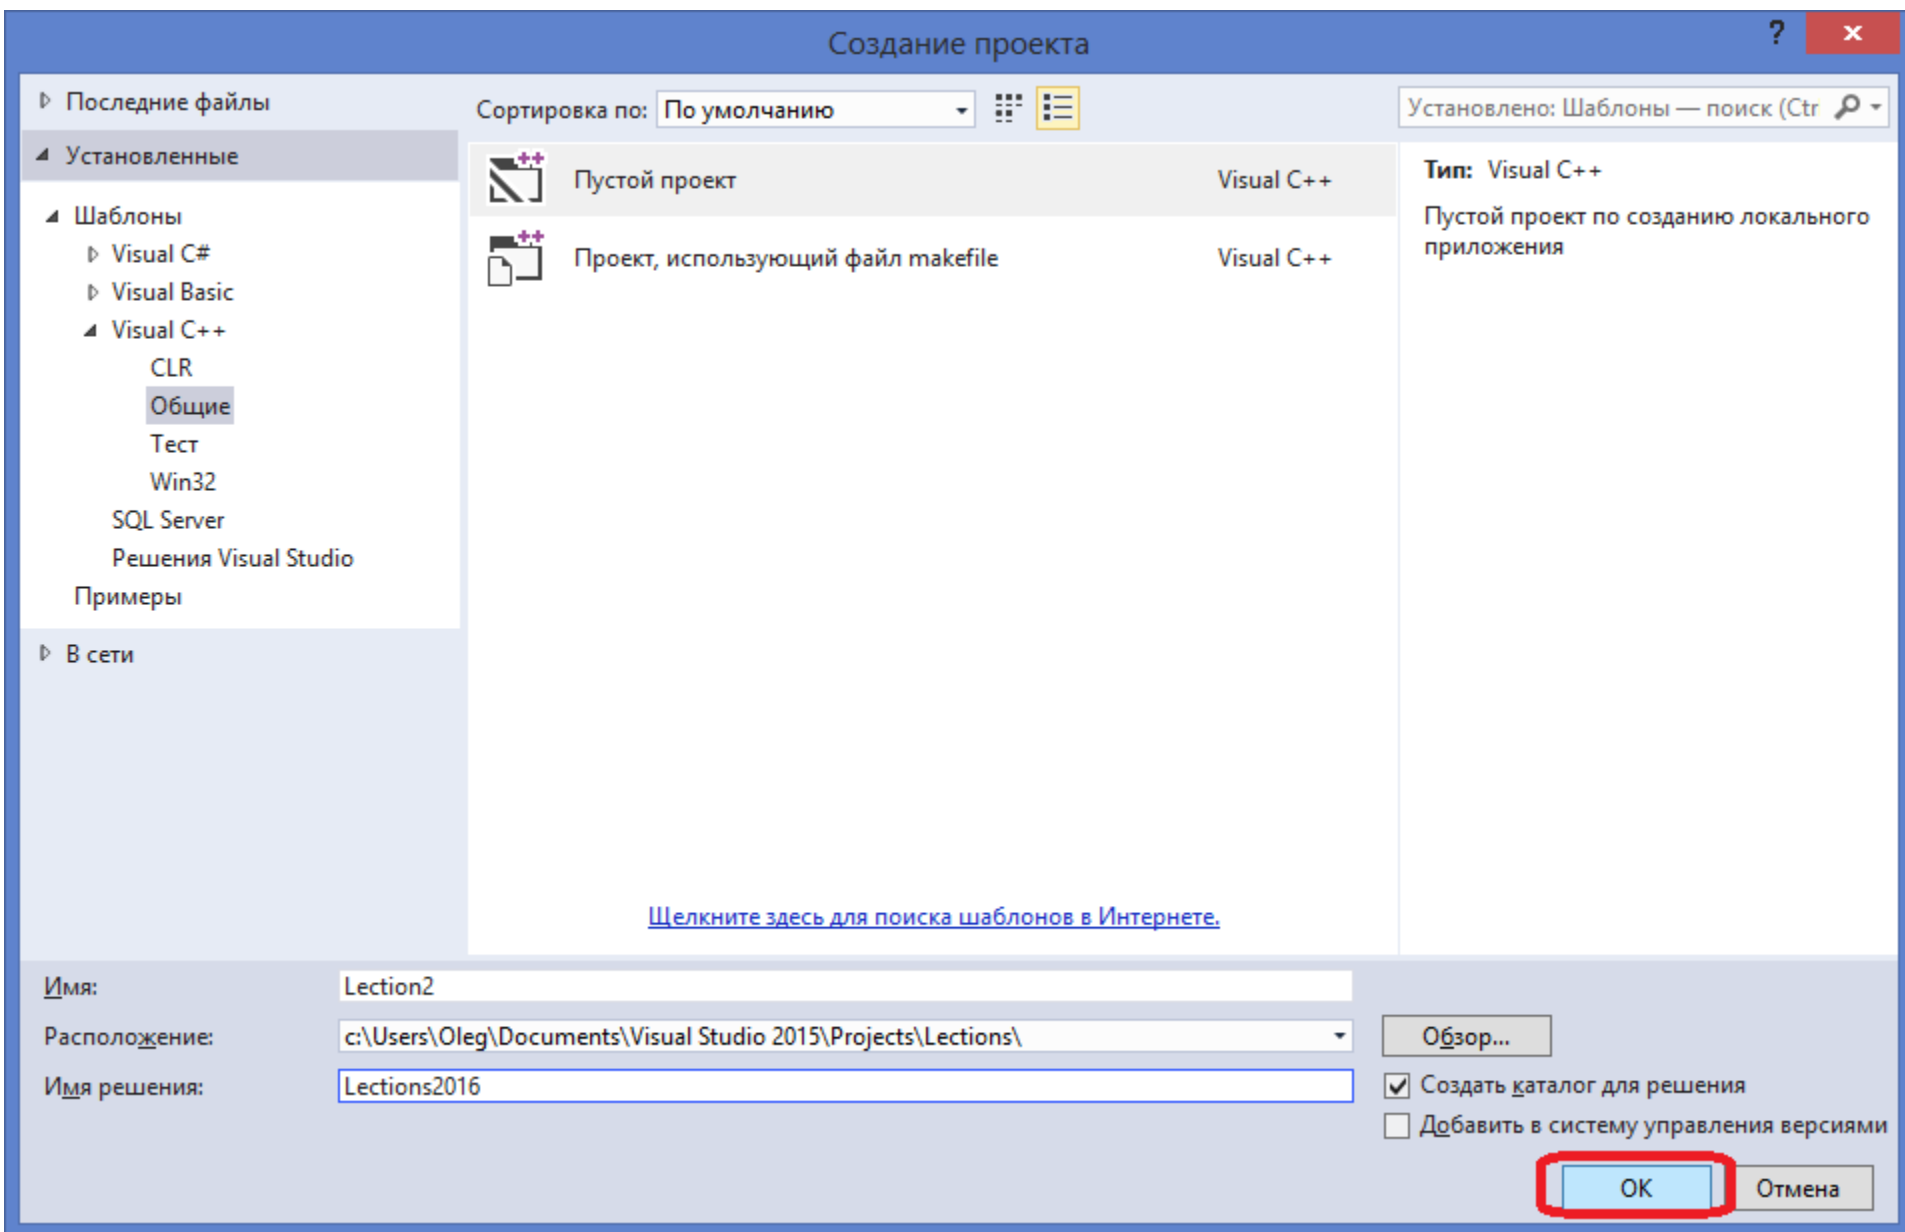 Создание проекта
?
Последние файлы
Установленные
Шаблоны
Visual C#
Visual Basic
Visual C++
CLR
Общие
Тест
Win32
SQL Server
Решения Visual Studio
Примеры
В сети
Сортировка по: По умолчанию
Пустой проект Visual C++
Проект, использующий файл makefile Visual C++
Щелкните здесь для поиска шаблонов в Интернете.
Установлено: Шаблоны — поиск (Ctr
Тип: Visual C++
Пустой проект по созданию локального
приложения
Имя: Lection2
Расположение: c:\Users\Oleg\Documents\Visual Studio 2015\Projects\Lections\
Обзор...
Имя решения: Lections2016
Создать каталог для решения
Добавить в систему управления версиями
ОК Отмена